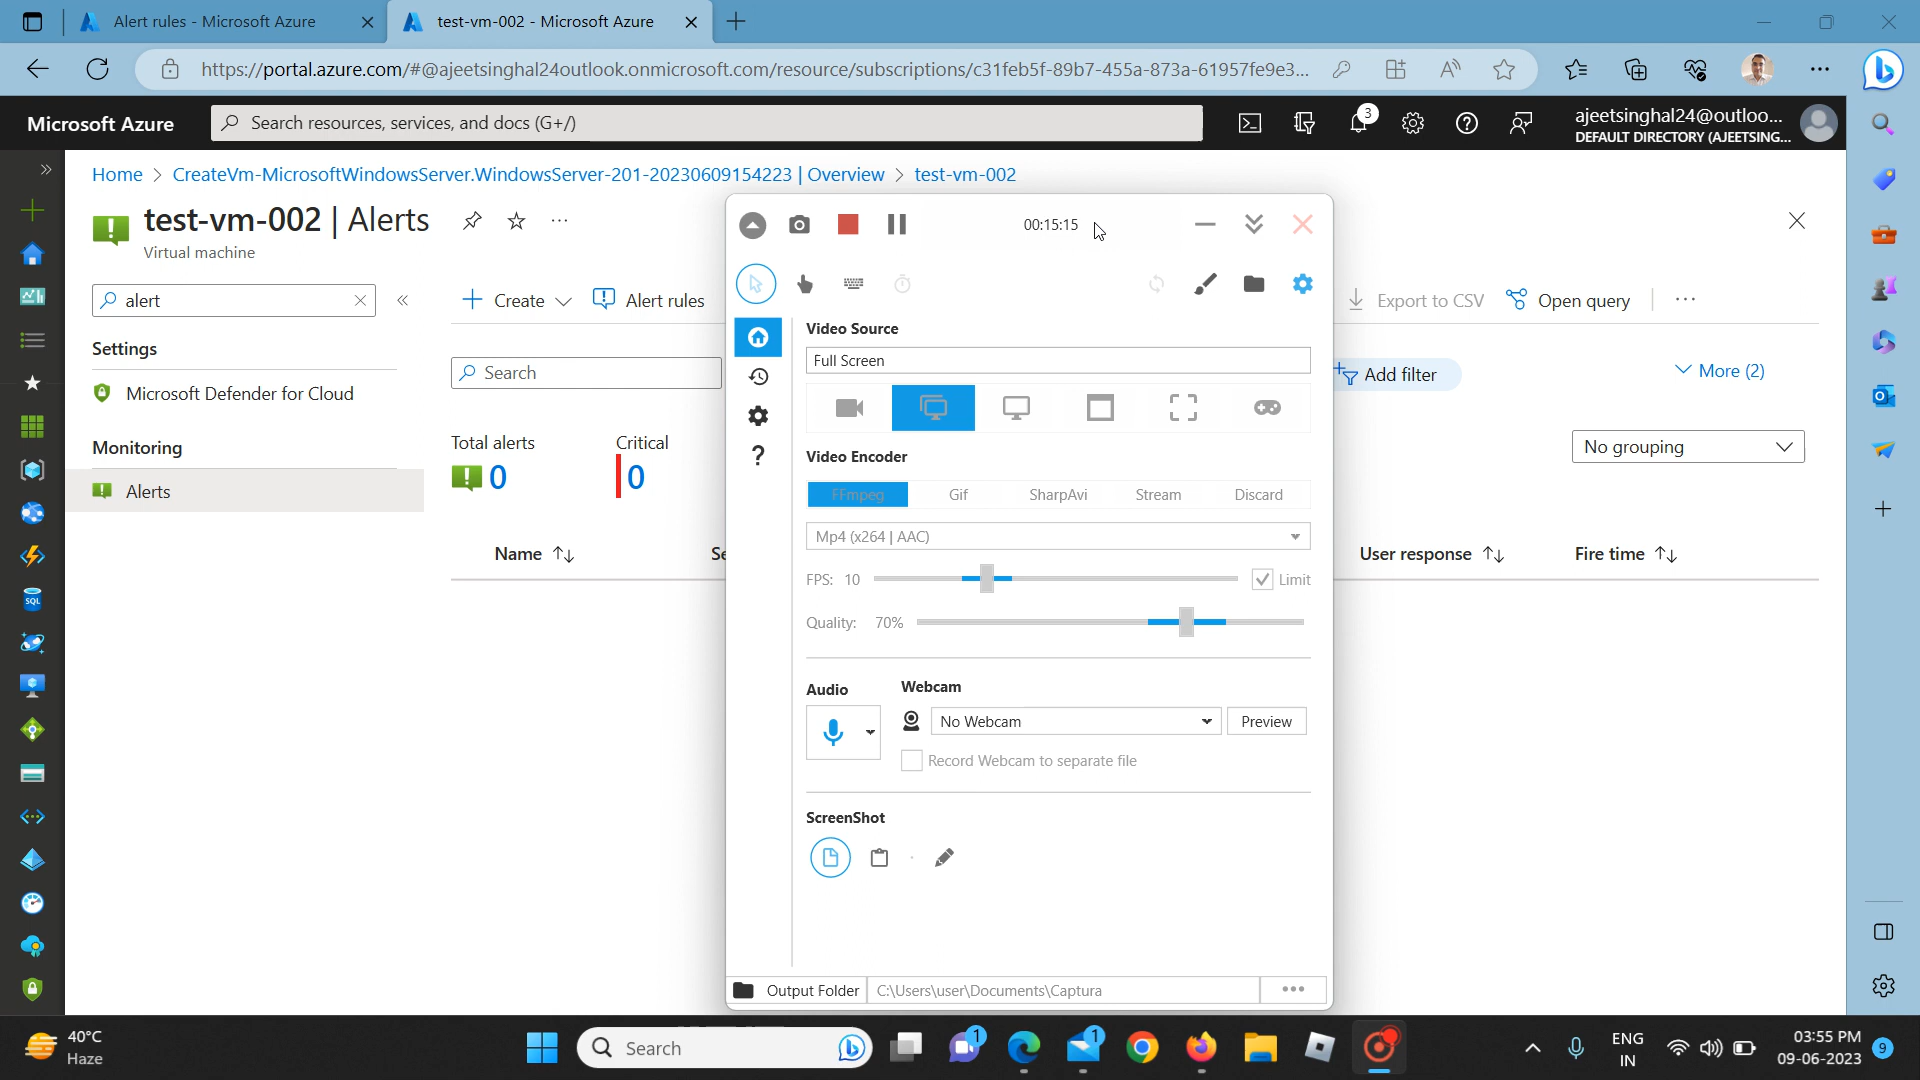 Alert rules - Microsoft Azure
test-vm-002 - Microsoft Azure
https://portal.azure.com/#@ajeetsinghal24outlook.onmicrosoft.com/resource/subscriptions/c31feb5f-89b7-455a-873a-61957fe9e3...
Microsoft Azure
Search resources, services, and docs (G+/)
3
ajeetsinghal24@outloo...
DEFAULT DIRECTORY (AJEETSING...
Home > CreateVm-MicrosoftWindowsServer.WindowsServer-201-20230609154223 | Overview > test-vm-002
test-vm-002 | Alerts
Virtual machine
00:15:15
alert
Create
Alert rules
Export to CSV
Open query
Settings
Microsoft Defender for Cloud
Monitoring
Alerts
Search
Add filter
More (2)
Total alerts
0
Critical
0
No grouping
Name
Se
User response
Fire time
Video Source
Full Screen
Video Encoder
FFmpeg Gif SharpAvi Stream Discard
Mp4 (x264 | AAC)
FPS: 10
Limit
Quality: 70%
Audio
Webcam
No Webcam
Preview
Record Webcam to separate file
ScreenShot
Output Folder
C:\Users\user\Documents\Captura
SQL
40°C
Haze
Search
1
1
ENG
IN
03:55 PM
09-06-2023
9